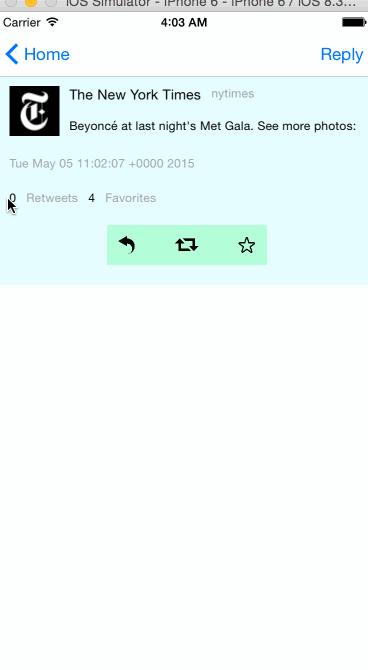 iOS Simulator - iPhone 6 - iPhone 6 / iOS 8.3...
Carrier 4:03 AM
Home Reply
The New York Times nytimes
Beyoncé at last night's Met Gala. See more photos:
Tue May 05 11:02:07 +0000 2015
0 Retweets 4 Favorites